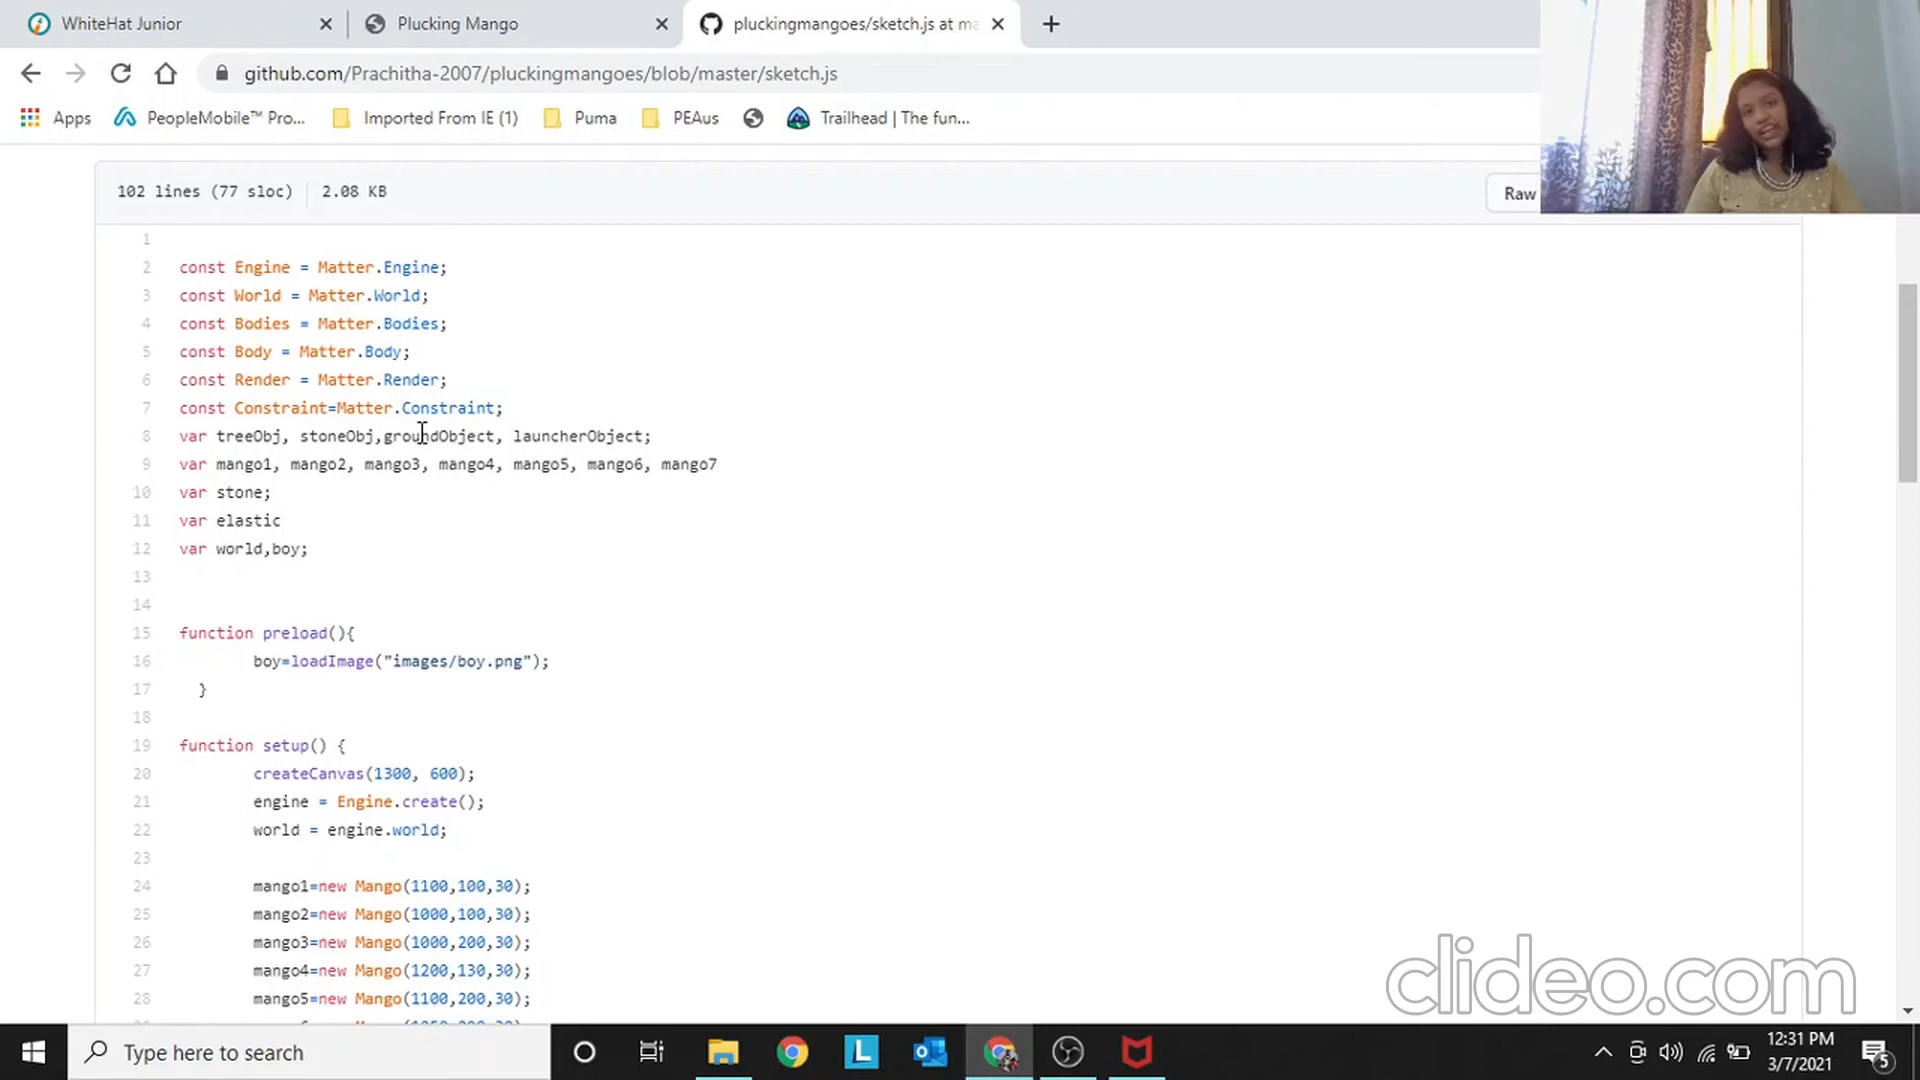 WhiteHat Junior
Plucking Mango
pluckingmangoes/sketch.js at ma
github.com/Prachitha-2007/pluckingmangoes/blob/master/sketch.js
Apps
PeopleMobile™ Pro...
Imported From IE (1)
Puma
PEAus
Trailhead | The fun...
102 lines (77 sloc)
2.08 KB
Raw
1
2 const Engine = Matter.Engine;
3 const World = Matter.World;
4 const Bodies = Matter.Bodies;
5 const Body = Matter.Body;
6 const Render = Matter.Render;
7 const Constraint=Matter.Constraint;
8 var treeObj, stoneObj,groundObject, launcherObject;
9 var mango1, mango2, mango3, mango4, mango5, mango6, mango7
10 var stone;
11 var elastic
12 var world,boy;
13
14
15 function preload(){
16 boy=loadImage("images/boy.png");
17 }
18
19 function setup() {
20 createCanvas(1300, 600);
21 engine = Engine.create();
22 world = engine.world;
23
24 mango1=new Mango(1100,100,30);
25 mango2=new Mango(1000,100,30);
26 mango3=new Mango(1000,200,30);
27 mango4=new Mango(1200,130,30);
28 mango5=new Mango(1100,200,30);
clideo.com
Type here to search
L
12:31 PM
3/7/2021
5